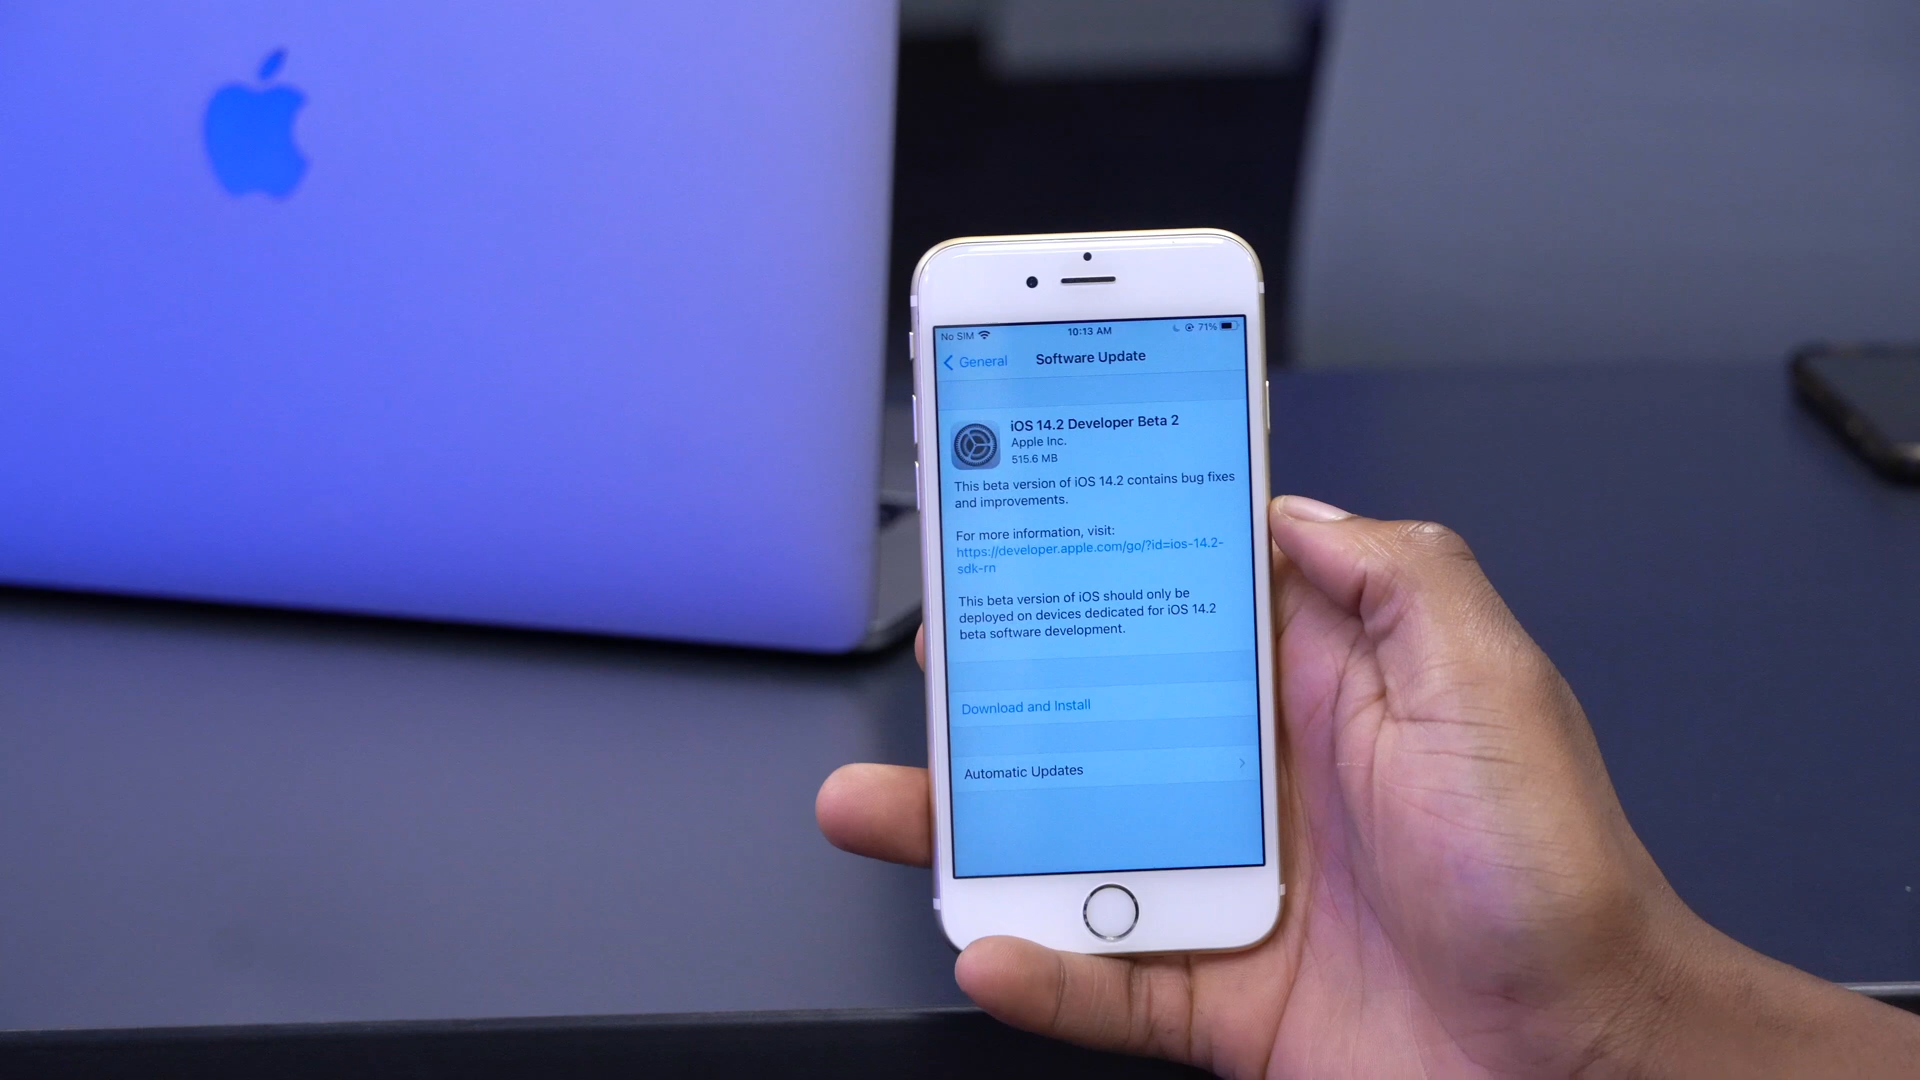 No SIM 10:13 AM 71%
General Software Update
iOS 14.2 Developer Beta 2
Apple Inc.
515.6 MB
This beta version of iOS 14.2 contains bug fixes
and improvements.
For more information, visit:
https://developer.apple.com/go/?id=ios-14.2-
sdk-rn
This beta version of iOS should only be
deployed on devices dedicated for iOS 14.2
beta software development.
Download and Install
Automatic Updates